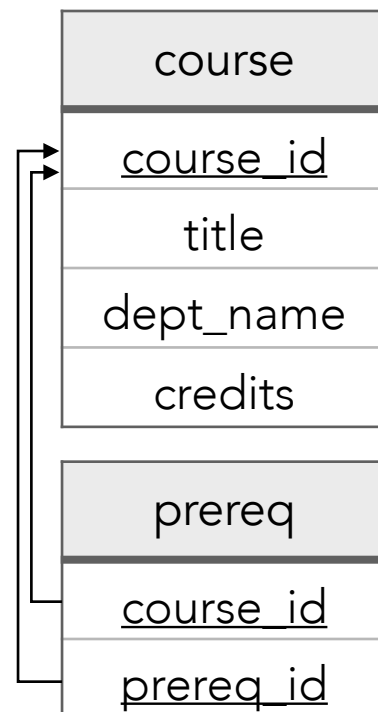 course
course_id
title
dept_name
credits
prereq
course_id
prereq_id